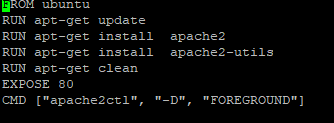 FROM ubuntu
RUN apt-get update
RUN apt-get install  apache2
RUN apt-get install  apache2-utils
RUN apt-get clean
EXPOSE 80
CMD ["apache2ctl", "-D", "FOREGROUND"]